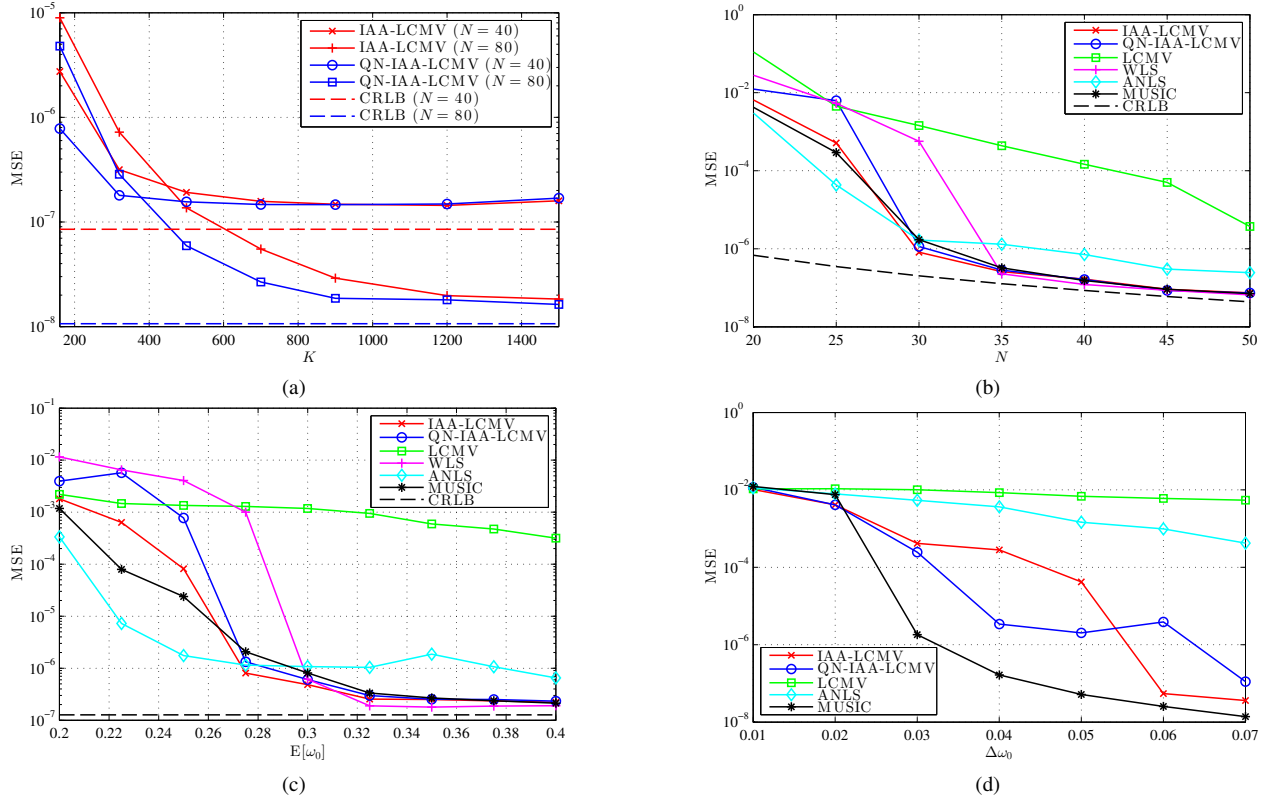 10^-5
10^-6
10^-7
10^-8
MSE
200 400 600 800 1000 1200 1400
K
IAA-LCMV (N = 40)
IAA-LCMV (N = 80)
QN-IAA-LCMV (N = 40)
QN-IAA-LCMV (N = 80)
CRLB (N = 40)
CRLB (N = 80)
(a)
10^0
10^-2
10^-4
10^-6
10^-8
MSE
20 25 30 35 40 45 50
N
IAA-LCMV
QN-IAA-LCMV
LCMV
WLS
ANLS
MUSIC
CRLB
(b)
10^-1
10^-2
10^-3
10^-4
10^-5
10^-6
10^-7
MSE
0.2 0.22 0.24 0.26 0.28 0.3 0.32 0.34 0.36 0.38 0.4
E[ω₀]
IAA-LCMV
QN-IAA-LCMV
LCMV
WLS
ANLS
MUSIC
CRLB
(c)
10^0
10^-2
10^-4
10^-6
10^-8
MSE
0.01 0.02 0.03 0.04 0.05 0.06 0.07
Δω₀
IAA-LCMV
QN-IAA-LCMV
LCMV
ANLS
MUSIC
(d)